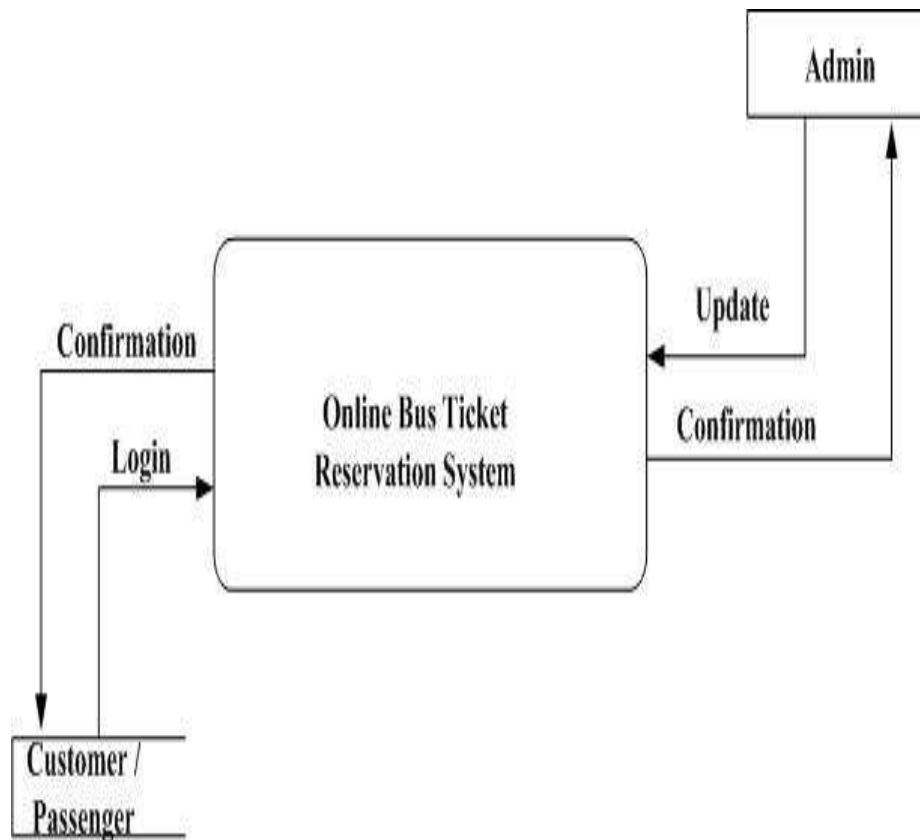 Admin
Update
Confirmation
Confirmation
Login
Online Bus Ticket
Reservation System
Customer /
Passenger